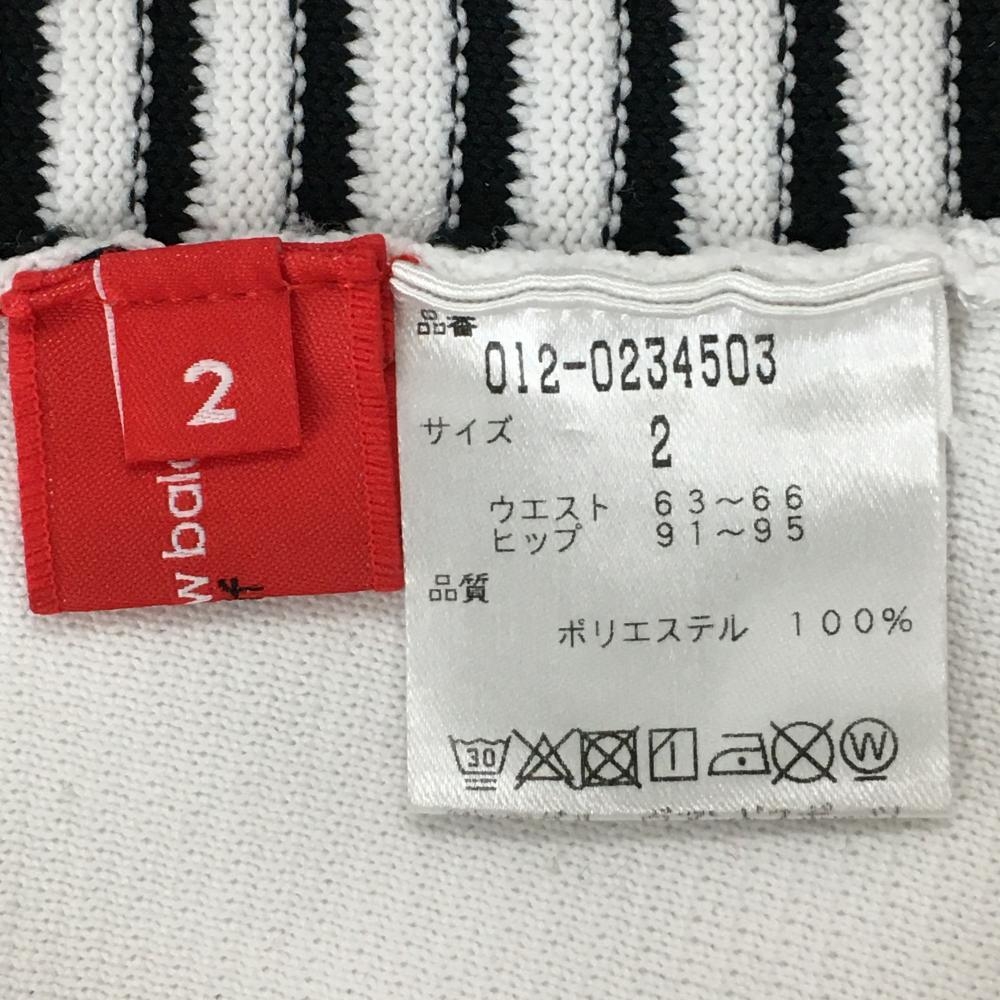 2
w bal
品番
012-0234503
サイズ 2
ウエスト 63～66
ヒップ 91～95
品質
ポリエステル 100%
30
W